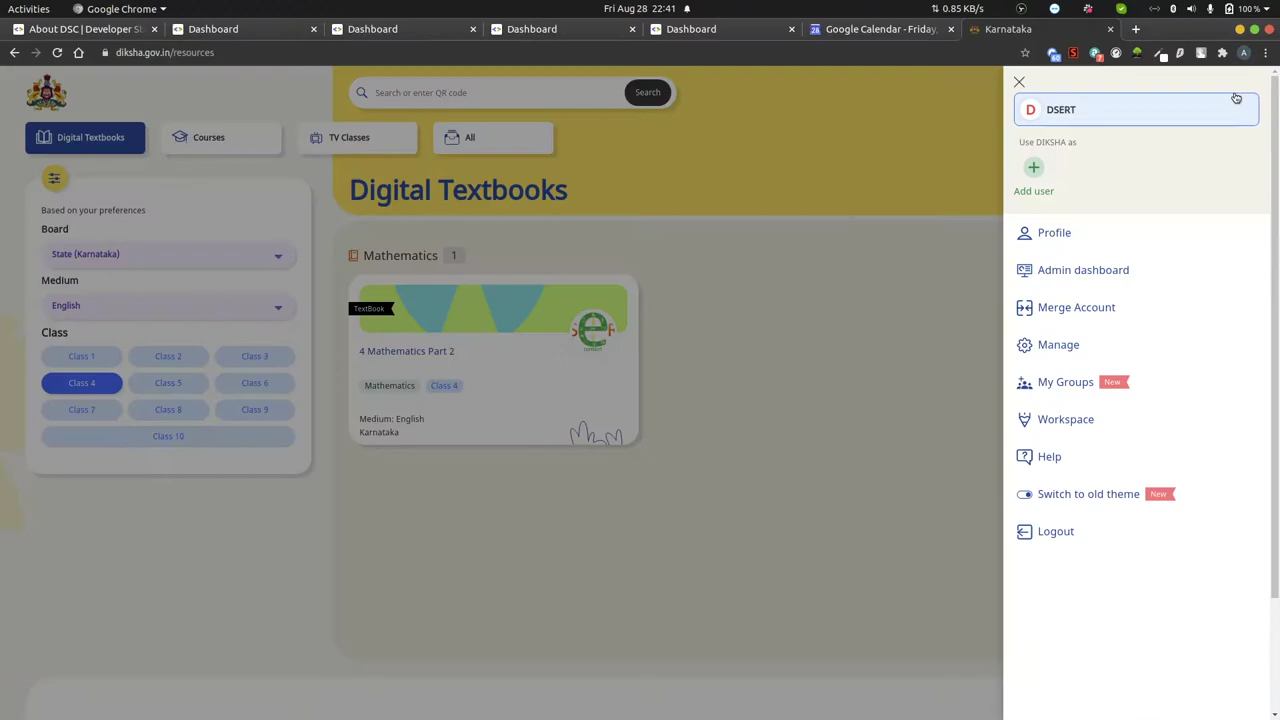 Activities
Google Chrome
Fri Aug 28 22:41
0.85 KB/s
100 %
About DSC | Developer St
Dashboard
Dashboard
Dashboard
Dashboard
28
Google Calendar - Friday,
Karnataka
diksha.gov.in/resources
60
S
7
A
Search or enter QR code
Search
Digital Textbooks
Courses
TV Classes
All
Digital Textbooks
Based on your preferences
Board
State (Karnataka)
Medium
English
Class
Class 1
Class 2
Class 3
Class 4
Class 5
Class 6
Class 7
Class 8
Class 9
Class 10
Mathematics 1
TextBook
4 Mathematics Part 2
Mathematics
Class 4
Medium: English
Karnataka
D
DSERT
Use DIKSHA as
Add user
Profile
Admin dashboard
Merge Account
Manage
My Groups New
Workspace
Help
Switch to old theme New
Logout